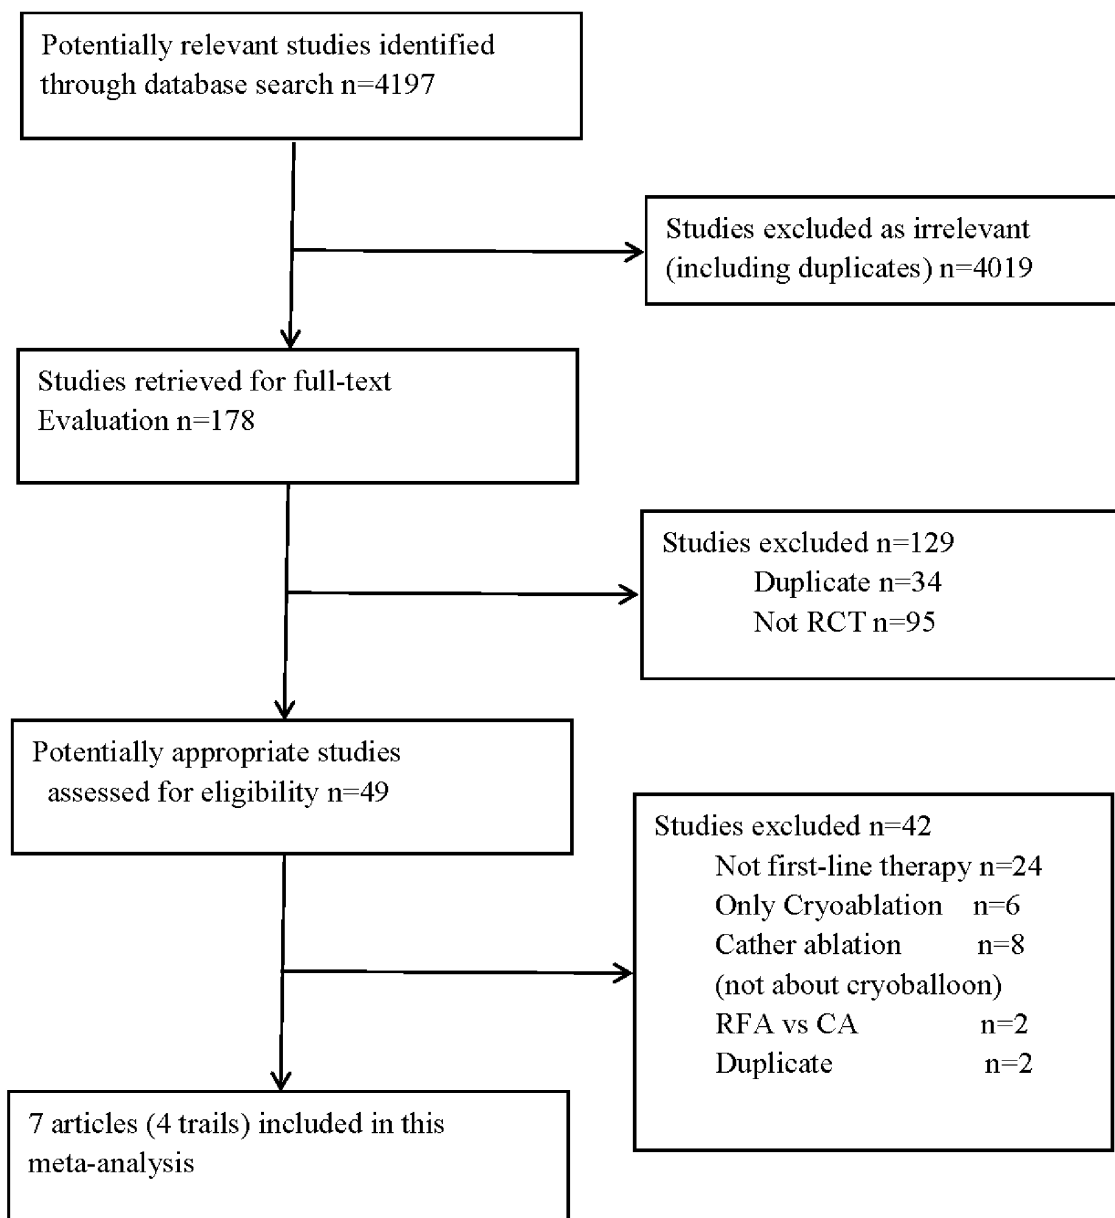 Potentially relevant studies identified
through database search n=4197
Studies excluded as irrelevant
(including duplicates) n=4019
Studies retrieved for full-text
Evaluation n=178
Studies excluded n=129
Duplicate n=34
Not RCT n=95
Potentially appropriate studies
assessed for eligibility n=49
Studies excluded n=42
Not first-line therapy n=24
Only Cryoablation n=6
Cather ablation n=8
(not about cryoballoon)
RFA vs CA n=2
Duplicate n=2
7 articles (4 trails) included in this
meta-analysis